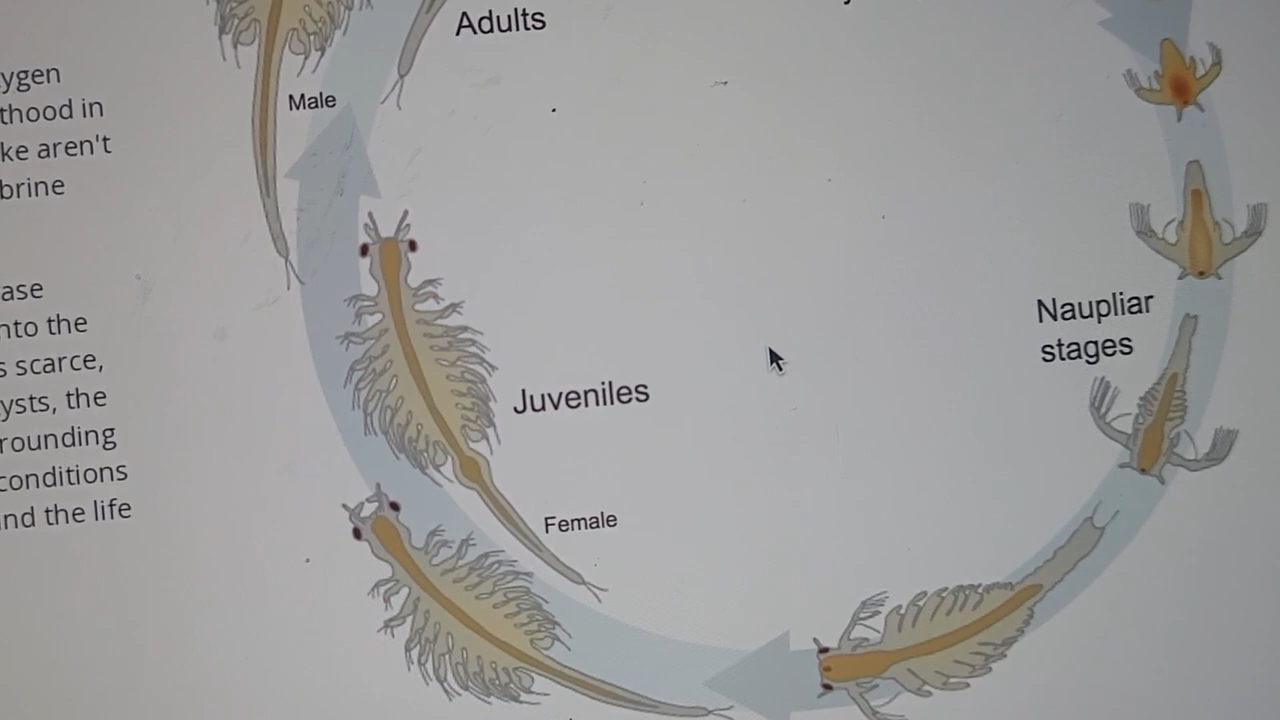 ygen
thood in
ke aren't
brine
ase
nto the
s scarce,
ysts, the
rounding
conditions
nd the life
Adults
Male
Juveniles
Female
Naupliar
stages